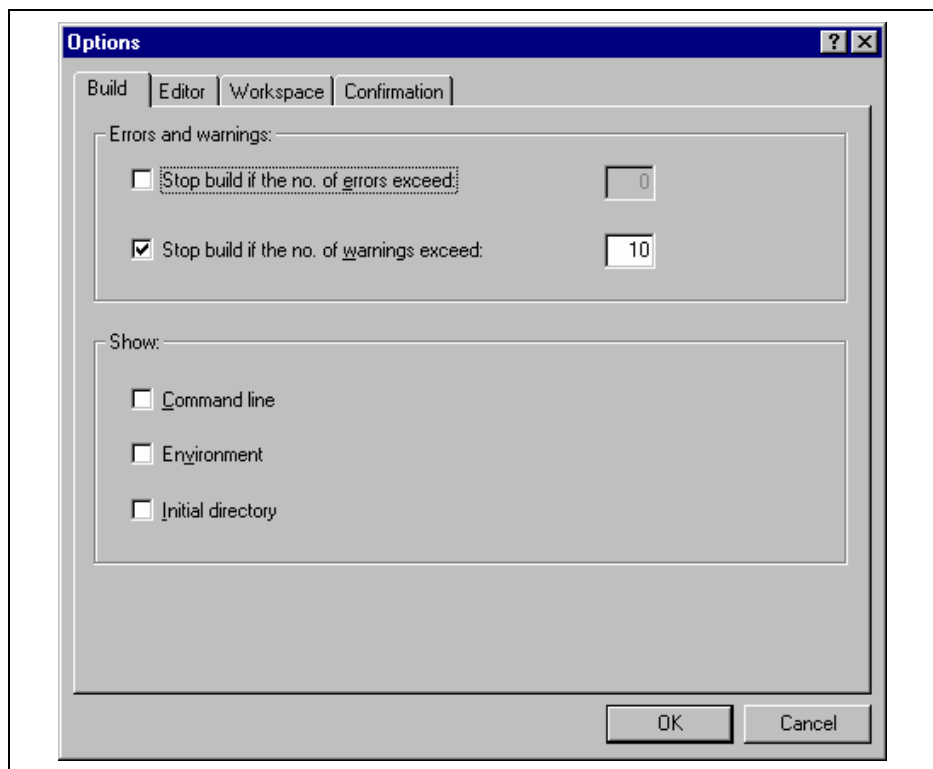 Options
Build Editor Workspace Confirmation
Errors and warnings:
Stop build if the no. of errors exceed: 0
Stop build if the no. of warnings exceed: 10
Show:
Command line
Environment
Initial directory
OK Cancel